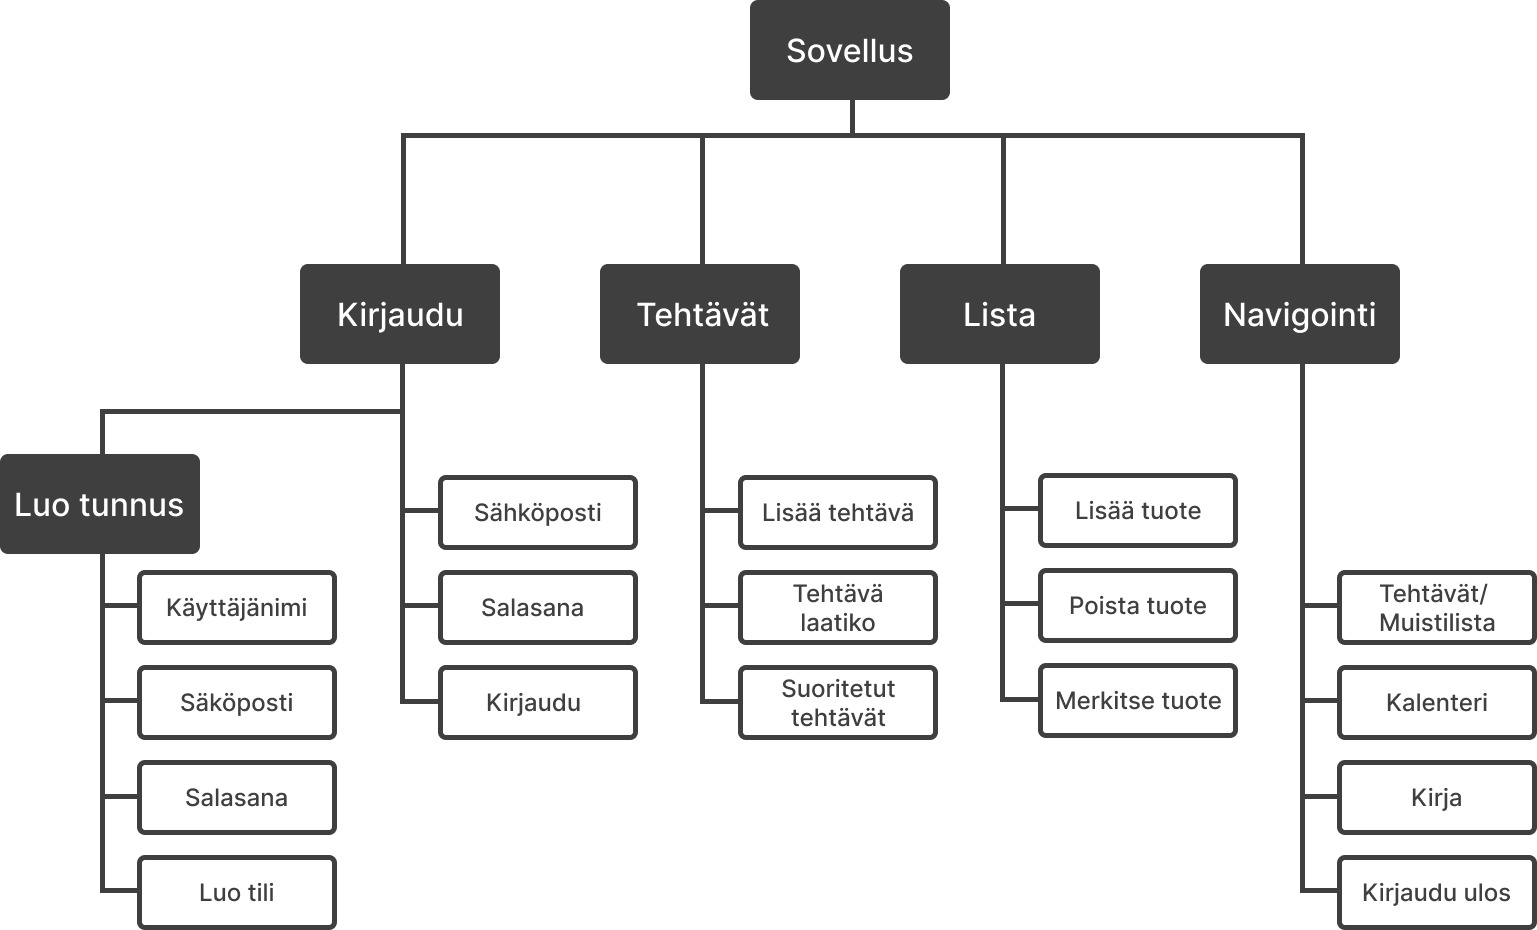 Sovellus
Kirjaudu
Tehtävät
Lista
Navigointi
Luo tunnus
Käyttäjänimi
Säköposti
Salasana
Luo tili
Sähköposti
Salasana
Kirjaudu
Lisää tehtävä
Tehtävä
laatiko
Suoritetut
tehtävät
Lisää tuote
Poista tuote
Merkitse tuote
Tehtävät/
Muistilista
Kalenteri
Kirja
Kirjaudu ulos